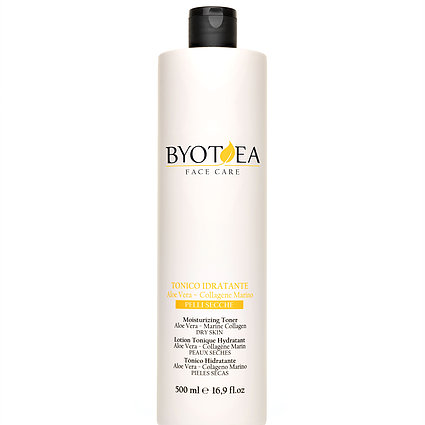 BYOTEA
FACE CARE
TONICO IDRATANTE
Aloe Vera - Collagene Marino
PELLI SECCHE
Moisturizing Toner
Aloe Vera - Marine Collagen
DRY SKIN
Lotion Tonique Hydratant
Aloe Vera - Collagène Marin
PEAUX SÈCHES
Tónico Hidratante
Aloe Vera - Colágeno Marino
PIELES SECAS
500 ml e 16,9 fl.oz